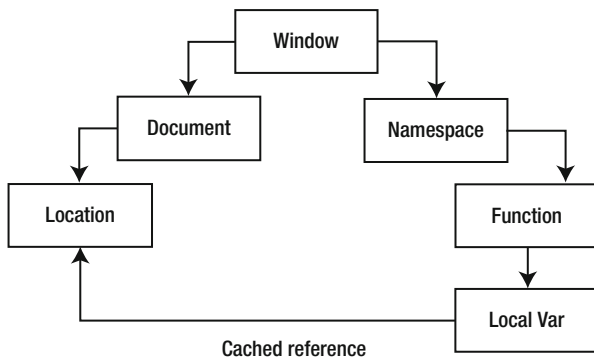 Window
Document
Namespace
Location
Function
Local Var
Cached reference